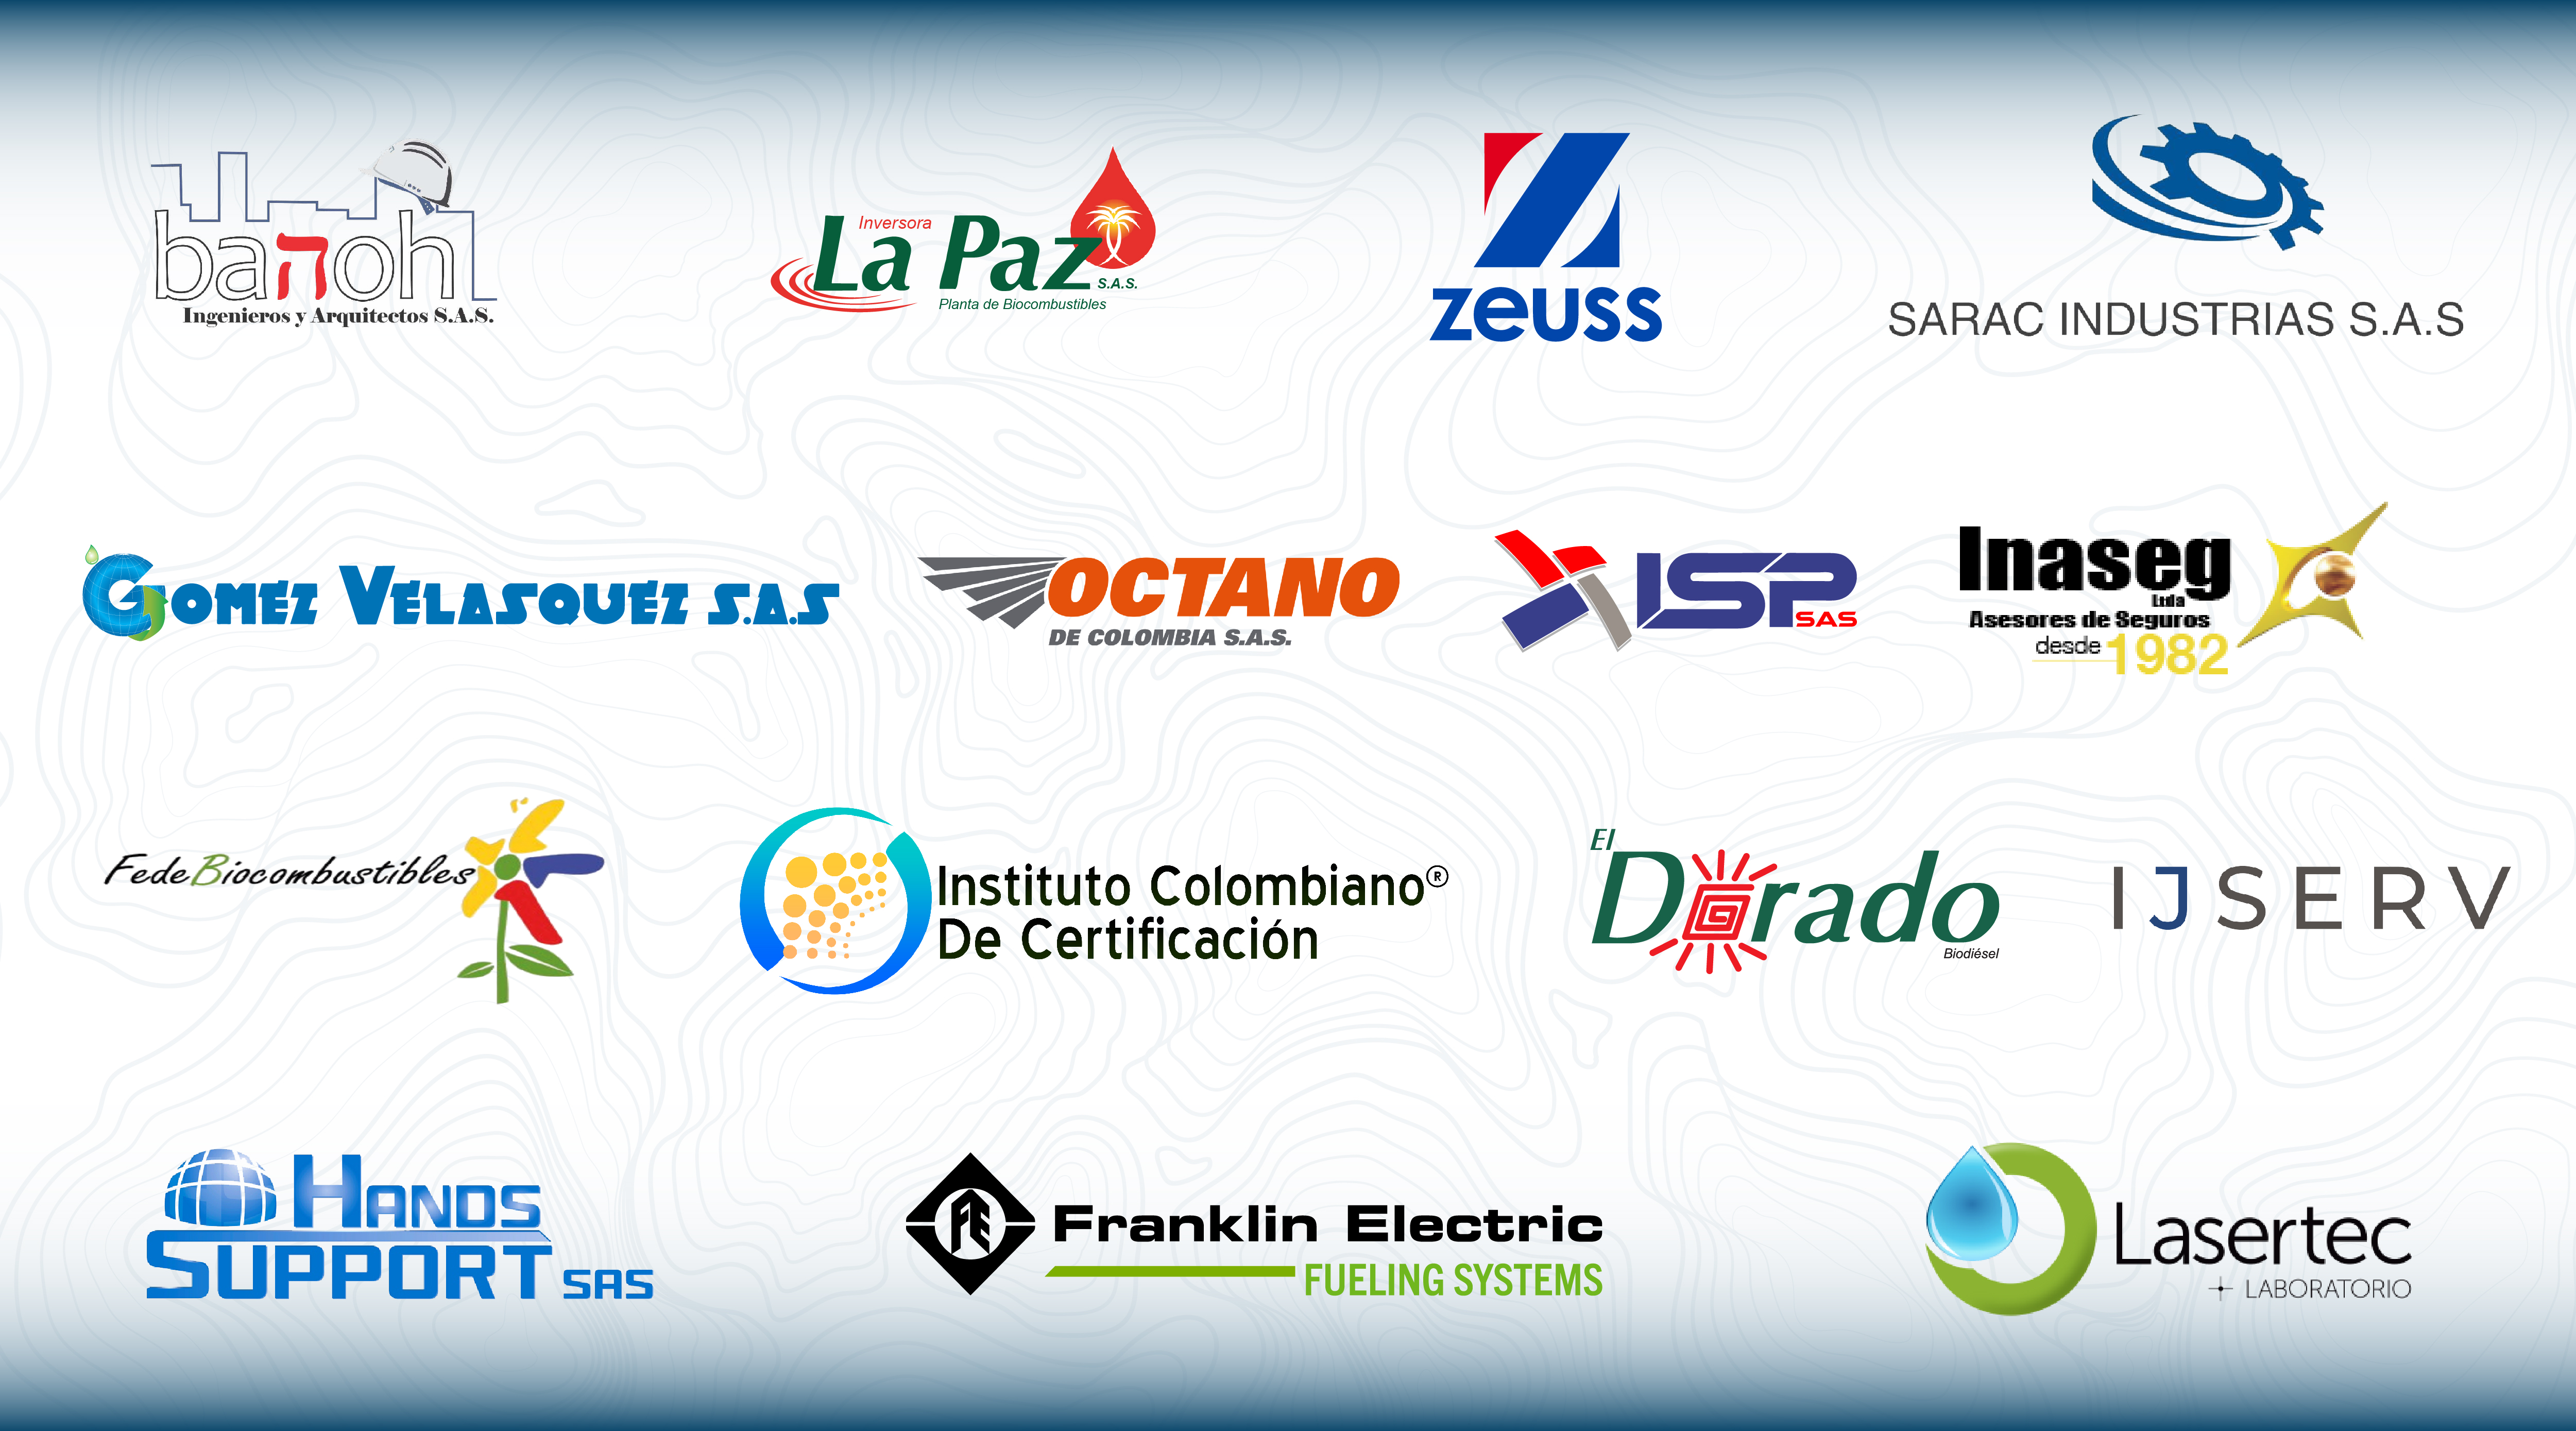 baהoh
Ingenieros y Arquitectos S.A.S.
Inversora
La Paz
S.A.S.
Planta de Biocombustibles
zeuss
SARAC INDUSTRIAS S.A.S
GOMEZ VELASQUEZ S.A.S
OCTANO
DE COLOMBIA S.A.S.
ISP
SAS
Inaseg
Ltda
Asesores de Seguros
desde 1982
FedeBiocombustibles
Instituto Colombiano®
De Certificación
El
Dorado
Biodiésel
IJSERV
HANDS
SUPPORT SAS
FE
Franklin Electric
FUELING SYSTEMS
Lasertec
LABORATORIO